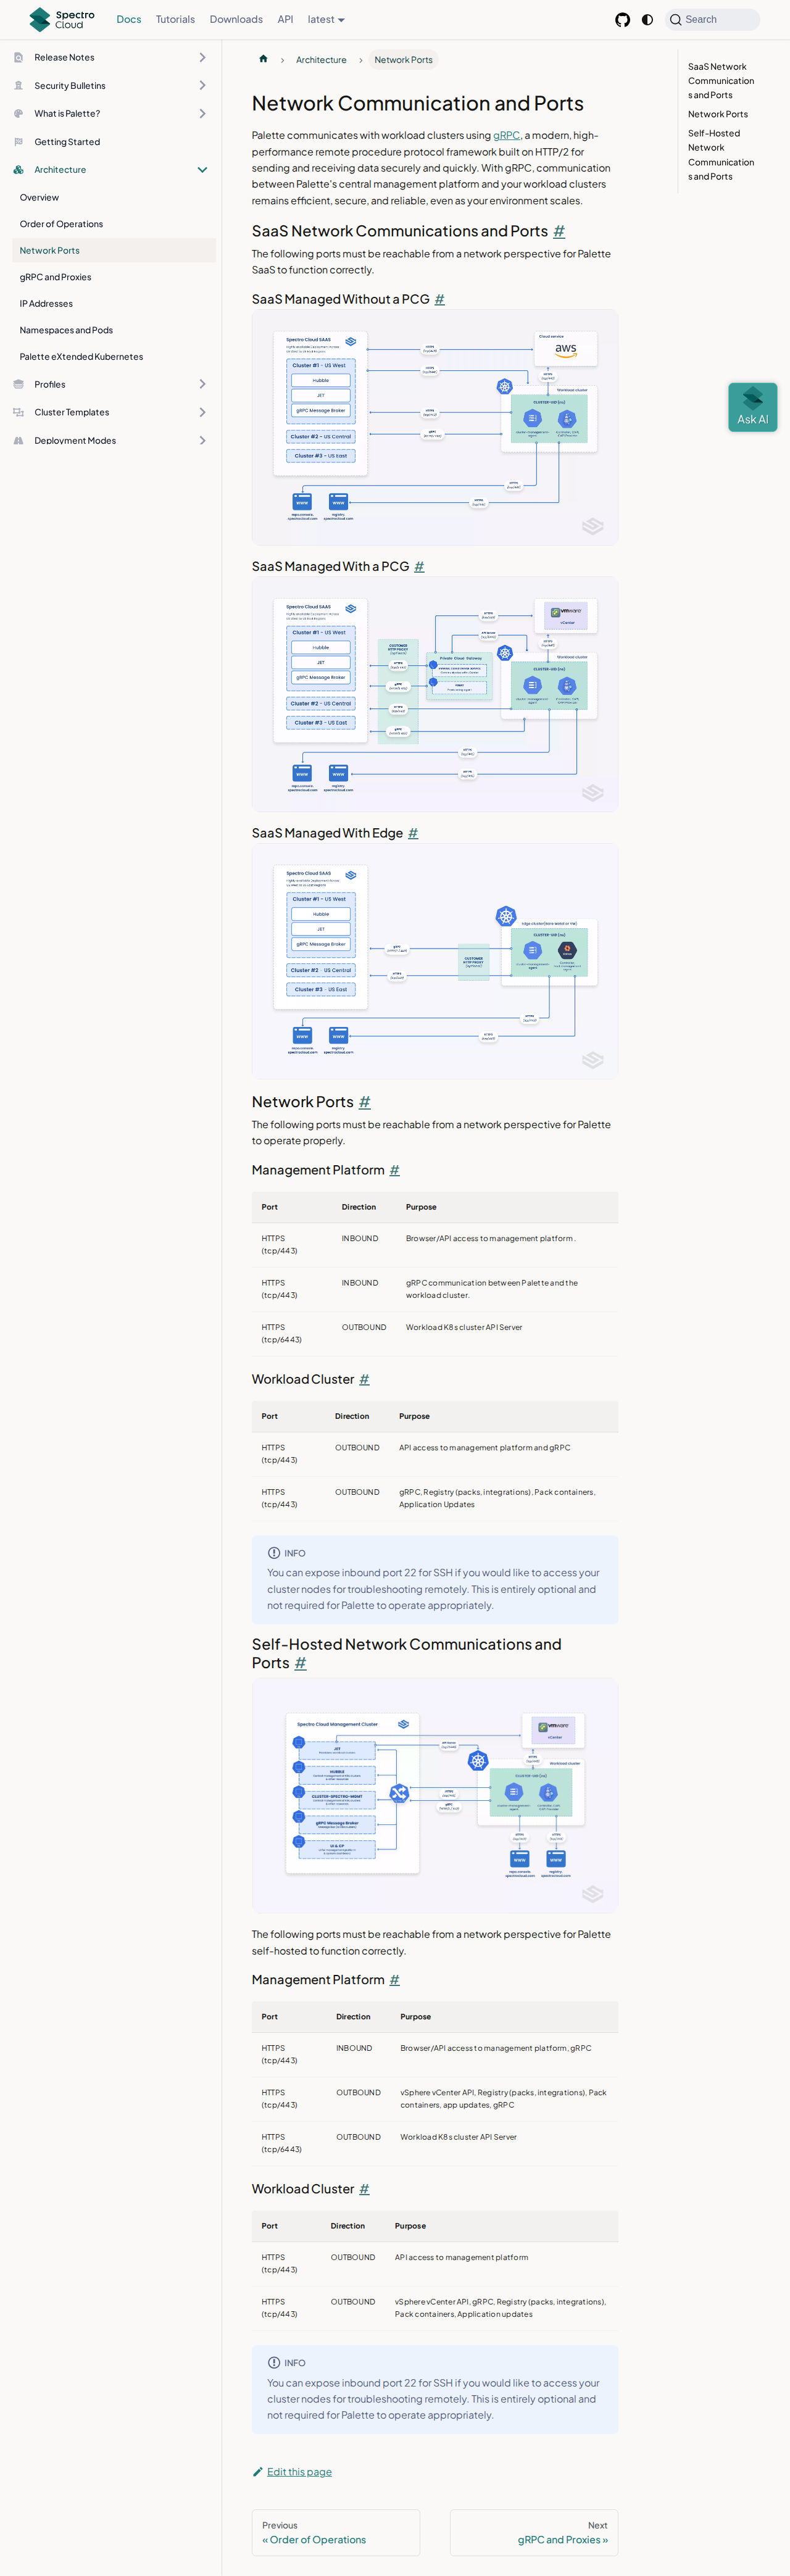 Spectro Cloud
Docs Tutorials Downloads API latest
Search
Release Notes
Security Bulletins
What is Palette?
Getting Started
Architecture
Overview
Order of Operations
Network Ports
gRPC and Proxies
IP Addresses
Namespaces and Pods
Palette eXtended Kubernetes
Profiles
Cluster Templates
Deployment Modes
Architecture Network Ports
SaaS Network
Communication
s and Ports
Network Ports
Self-Hosted
Network
Communication
s and Ports
Ask AI
Network Communication and Ports
Palette communicates with workload clusters using gRPC, a modern, high-
performance remote procedure protocol framework built on HTTP/2 for
sending and receiving data securely and quickly. With gRPC, communication
between Palette's central management platform and your workload clusters
remains efficient, secure, and reliable, even as your environment scales.
SaaS Network Communications and Ports #
The following ports must be reachable from a network perspective for Palette
SaaS to function correctly.
SaaS Managed Without a PCG #
Spectro Cloud SAAS
Cluster #1 - US West
Hubble
JET
gRPC Message Broker
Cluster #2 - US Central
Cluster #3 - US East
Cloud service
aws
Workload cluster
www
www
SaaS Managed With a PCG #
Spectro Cloud SAAS
Cluster #1 - US West
Hubble
JET
gRPC Message Broker
Cluster #2 - US Central
Cluster #3 - US East
Private Cloud Gateway
vmware
vCenter
Workload cluster
www
www
SaaS Managed With Edge #
Spectro Cloud SAAS
Cluster #1 - US West
Hubble
JET
gRPC Message Broker
Cluster #2 - US Central
Cluster #3 - US East
www
www
Network Ports #
The following ports must be reachable from a network perspective for Palette
to operate properly.
Management Platform #
Port Direction Purpose
HTTPS (tcp/443) INBOUND Browser/API access to management platform .
HTTPS (tcp/443) INBOUND gRPC communication between Palette and the workload cluster.
HTTPS (tcp/6443) OUTBOUND Workload K8s cluster API Server
Workload Cluster #
Port Direction Purpose
HTTPS (tcp/443) OUTBOUND API access to management platform and gRPC
HTTPS (tcp/443) OUTBOUND gRPC, Registry (packs, integrations), Pack containers, Application Updates
INFO
You can expose inbound port 22 for SSH if you would like to access your
cluster nodes for troubleshooting remotely. This is entirely optional and
not required for Palette to operate appropriately.
Self-Hosted Network Communications and
Ports #
Spectro Cloud Management Cluster
JET
HUBBLE
CLUSTER-SPECTRO-MGMT
gRPC Message Broker
vmware
vCenter
Workload cluster
www
www
The following ports must be reachable from a network perspective for Palette
self-hosted to function correctly.
Management Platform #
Port Direction Purpose
HTTPS (tcp/443) INBOUND Browser/API access to management platform, gRPC
HTTPS (tcp/443) OUTBOUND vSphere vCenter API, Registry (packs, integrations), Pack containers, app updates, gRPC
HTTPS (tcp/6443) OUTBOUND Workload K8s cluster API Server
Workload Cluster #
Port Direction Purpose
HTTPS (tcp/443) OUTBOUND API access to management platform
HTTPS (tcp/443) OUTBOUND vSphere vCenter API, gRPC, Registry (packs, integrations), Pack containers, Application updates
INFO
You can expose inbound port 22 for SSH if you would like to access your
cluster nodes for troubleshooting remotely. This is entirely optional and
not required for Palette to operate appropriately.
Edit this page
Previous
« Order of Operations
Next
gRPC and Proxies »